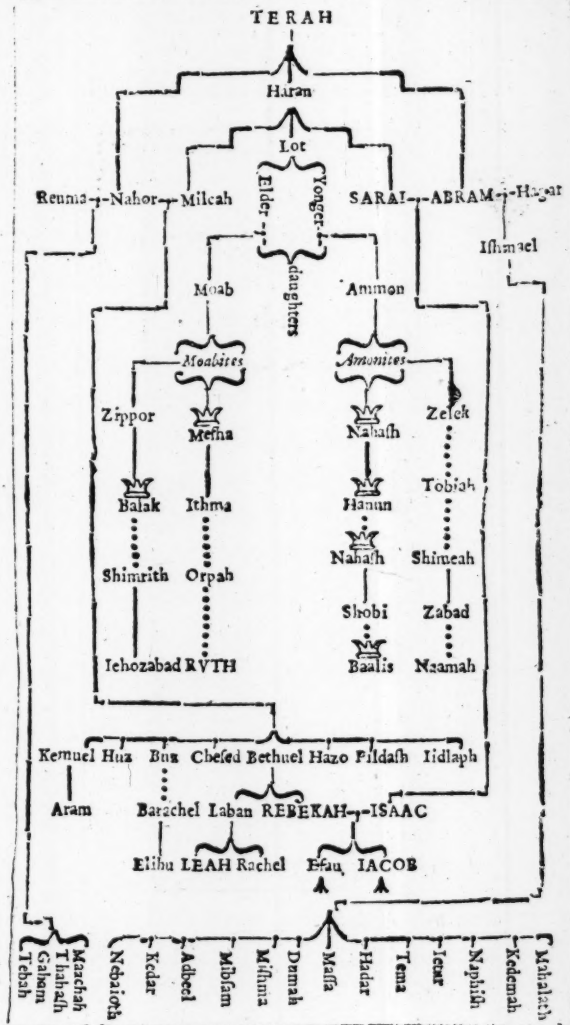 TERAH
Haran
Lot
Elder Yonger
daughters
Reuma Nahor Milcah SARAI ABRAM Hagar
Iſhmael
Moab Ammon
Moabites Amonites
Zippor Meſha Nahaſh Zelek
Balak Ithma Hanun Tobiah
Shimrith Orpah Nahaſh Shimeah
Shobi Zabad
Iehozabad RVTH Baalis Naamah
Kemuel Huz Buz Cheſed Bethuel Hazo Pildaſh Iidlaph
Aram Barachel Laban REBEKAH ISAAC
Elihu LEAH Rachel Eſau IACOB
Tebah
Gaham
Thahaſh
Maachah
Nebaioth
Kedar
Adbeel
Mibſam
Miſhmia
Dumah
Maſſa
Hadar
Tema
Ietur
Naphiſh
Kedemah
Mahalath